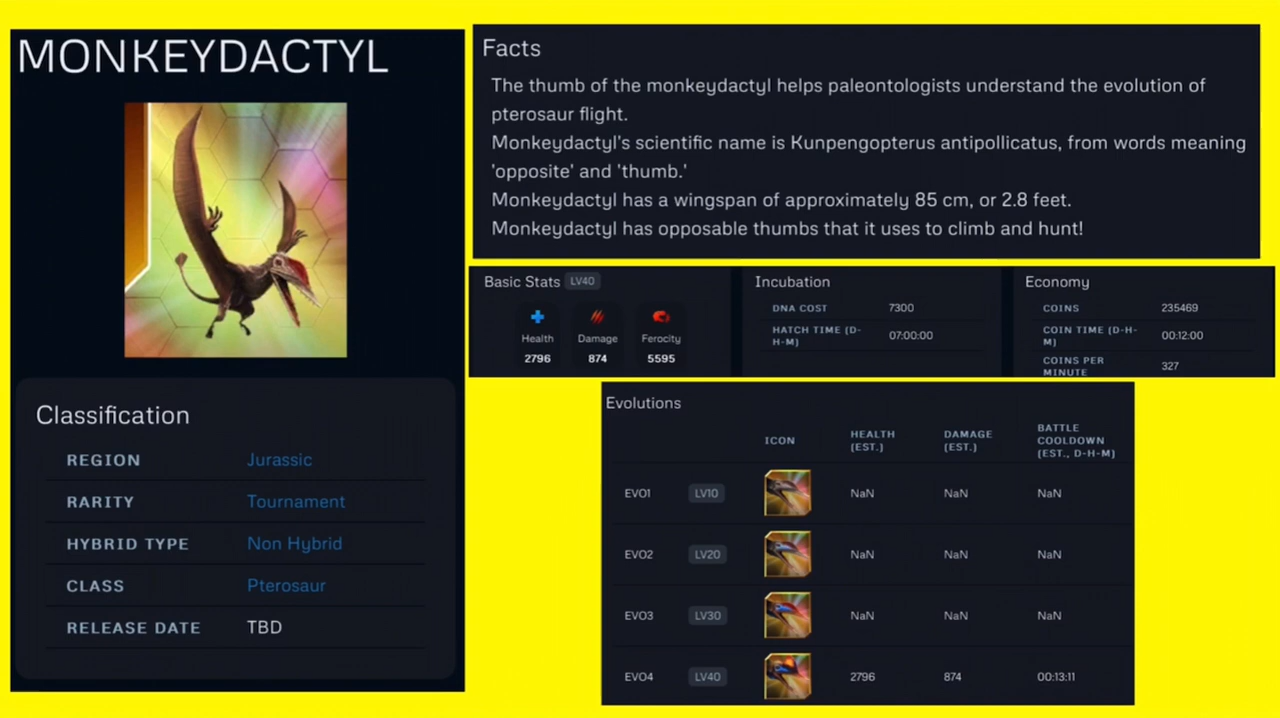 MONKEYDACTYL
Classification
REGION Jurassic
RARITY Tournament
HYBRID TYPE Non Hybrid
CLASS Pterosaur
RELEASE DATE TBD
Facts
The thumb of the monkeydactyl helps paleontologists understand the evolution of
pterosaur flight.
Monkeydactyl's scientific name is Kunpengopterus antipollicatus, from words meaning
'opposite' and 'thumb.'
Monkeydactyl has a wingspan of approximately 85 cm, or 2.8 feet.
Monkeydactyl has opposable thumbs that it uses to climb and hunt!
Basic Stats LV40
Health Damage Ferocity
2796 874 5595
Incubation
DNA COST 7300
HATCH TIME (D-
H-M) 07:00:00
Economy
COINS 235469
COIN TIME (D-H-
M) 00:12:00
COINS PER
MINUTE 327
Evolutions
ICON HEALTH
(EST.) DAMAGE
(EST.) BATTLE
COOLDOWN
(EST., D-H-M)
EVO1 LV10 NaN NaN NaN
EVO2 LV20 NaN NaN NaN
EVO3 LV30 NaN NaN NaN
EVO4 LV40 2796 874 00:13:11